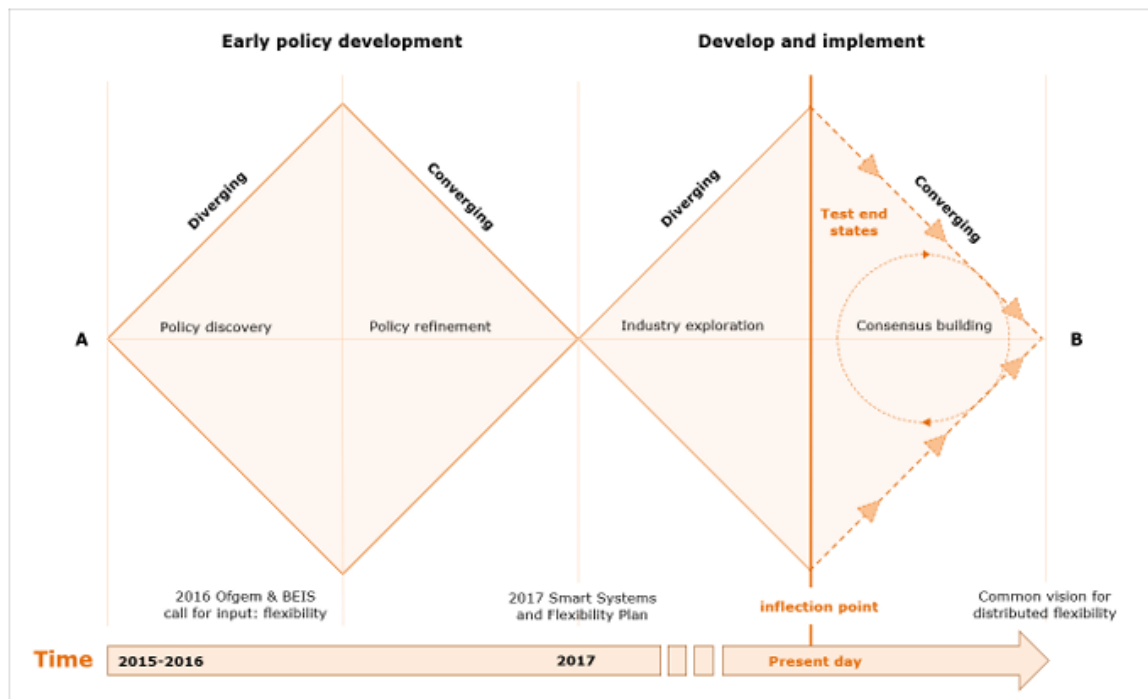 Early policy development
Develop and implement
Diverging
Converging
Diverging
Converging
Test end
states
A
Policy discovery
Policy refinement
Industry exploration
Consensus building
B
2016 Ofgem & BEIS
call for input: flexibility
2017 Smart Systems
and Flexibility Plan
inflection point
Common vision for
distributed flexibility
Time
2015-2016
2017
Present day